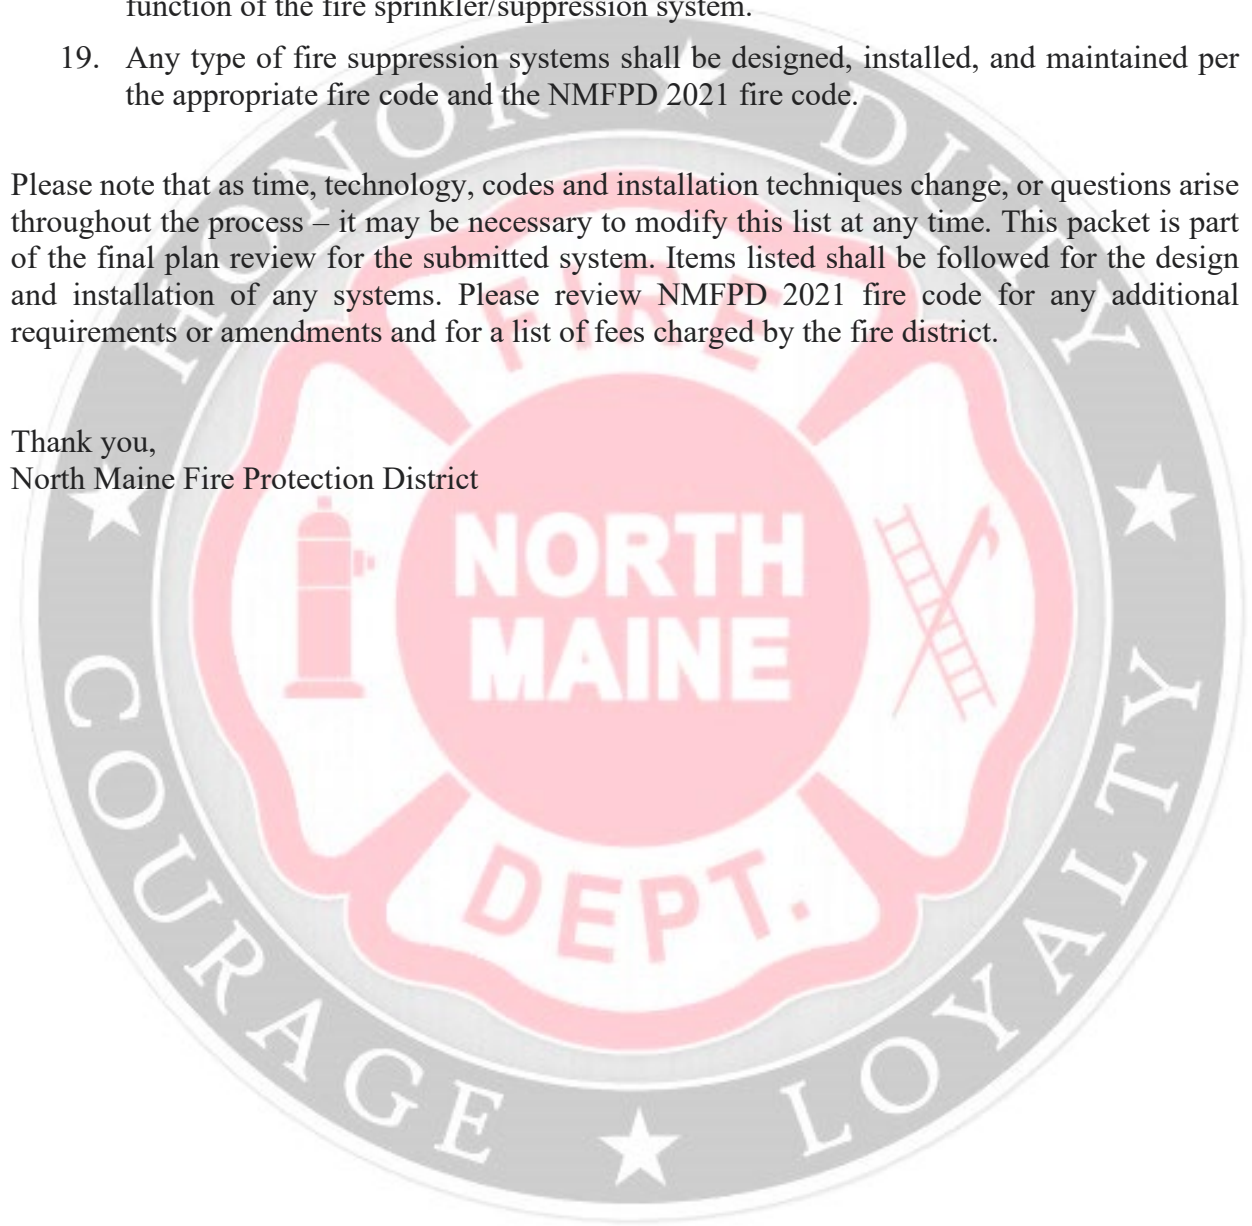 function of the fire sprinkler/suppression system.
19. Any type of fire suppression systems shall be designed, installed, and maintained per
the appropriate fire code and the NMFPD 2021 fire code.
Please note that as time, technology, codes and installation techniques change, or questions arise
throughout the process – it may be necessary to modify this list at any time. This packet is part
of the final plan review for the submitted system. Items listed shall be followed for the design
and installation of any systems. Please review NMFPD 2021 fire code for any additional
requirements or amendments and for a list of fees charged by the fire district.
Thank you,
North Maine Fire Protection District
HONOR
DUTY
FIRE
NORTH
MAINE
DEPT.
COURAGE
LOYALTY